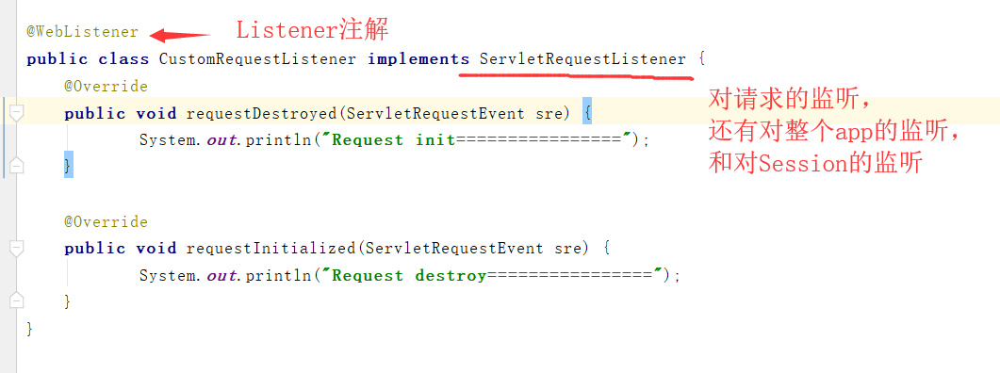 @WebListener Listener注解
public class CustomRequestListener implements ServletRequestListener {
@Override
public void requestDestroyed(ServletRequestEvent sre) {
System.out.println("Request init================");
}
@Override
public void requestInitialized(ServletRequestEvent sre) {
System.out.println("Request destroy================");
}
}
对请求的监听，
还有对整个app的监听，
和对Session的监听